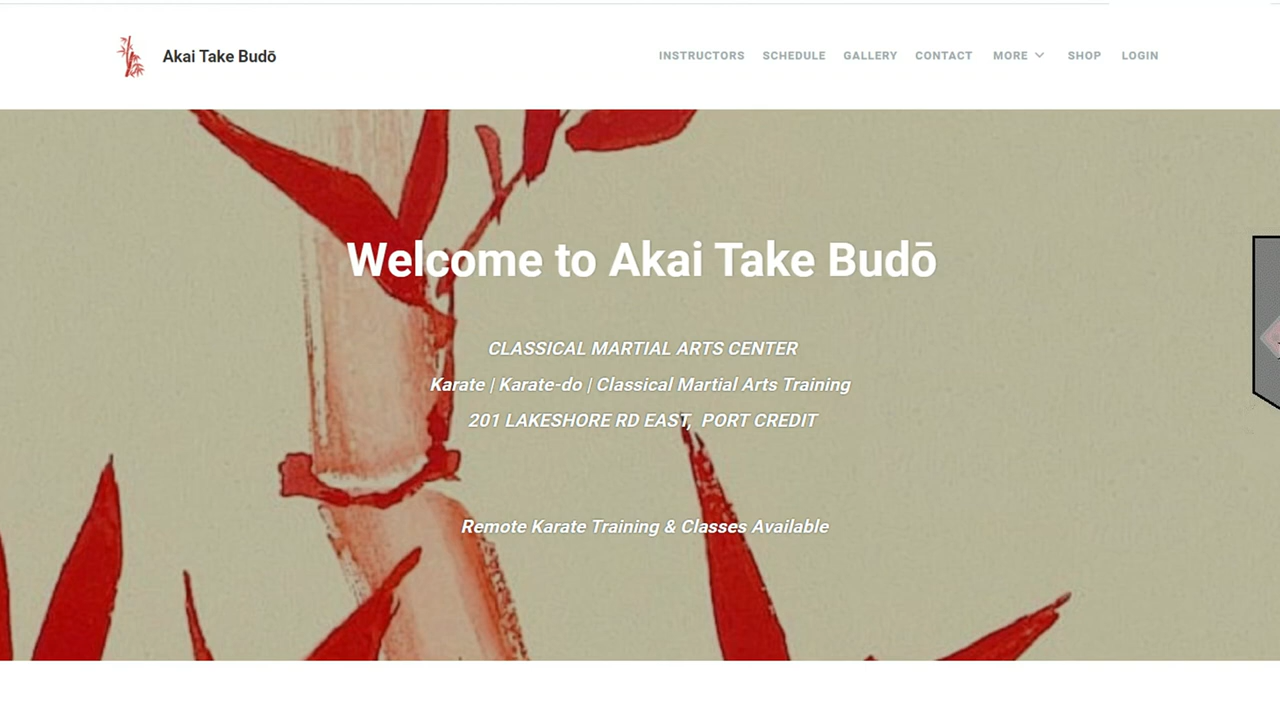 Akai Take Budō
INSTRUCTORS SCHEDULE GALLERY CONTACT MORE SHOP LOGIN
Welcome to Akai Take Budō
CLASSICAL MARTIAL ARTS CENTER
Karate | Karate-do | Classical Martial Arts Training
201 LAKESHORE RD EAST, PORT CREDIT
Remote Karate Training & Classes Available